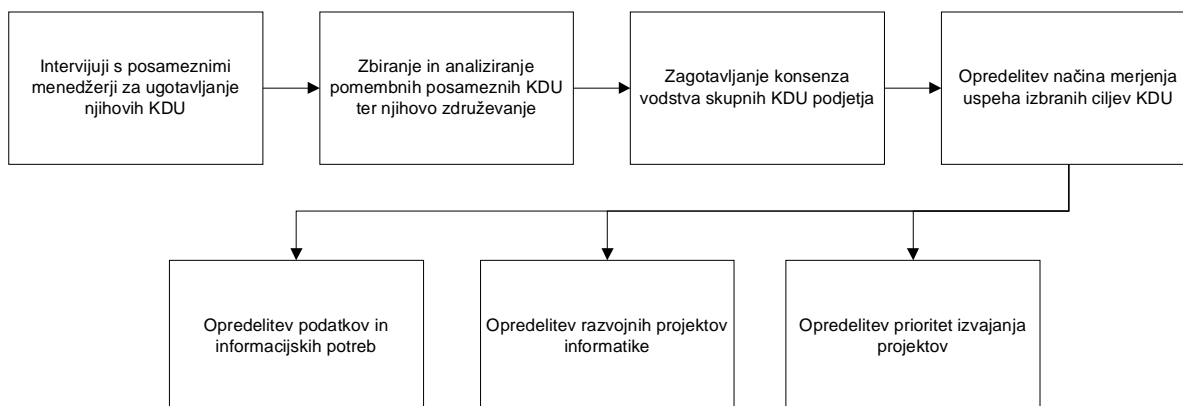 Intervijuji s posameznimi
menedžerji za ugotavljanje
njihovih KDU
Zbiranje in analiziranje
pomembnih posameznih KDU
ter njihovo združevanje
Zagotavljanje konsenza
vodstva skupnih KDU podjetja
Opredelitev načina merjenja
uspeha izbranih ciljev KDU
Opredelitev podatkov in
informacijskih potreb
Opredelitev razvojnih projektov
informatike
Opredelitev prioritet izvajanja
projektov